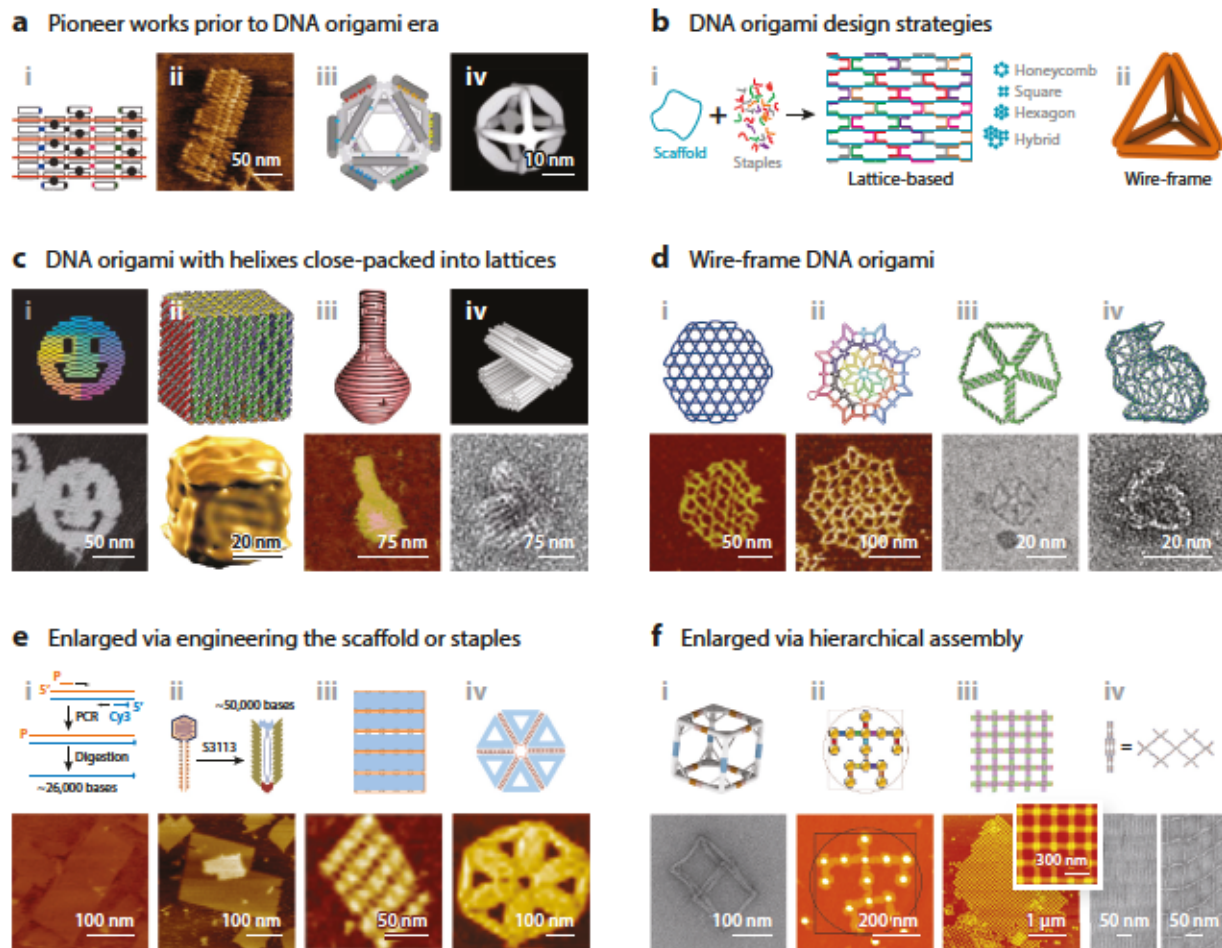 a Pioneer works prior to DNA origami era
i
ii
iii
iv
50 nm
10 nm
b DNA origami design strategies
i
ii
Scaffold
Staples
Lattice-based
Honeycomb
Square
Hexagon
Hybrid
Wire-frame
c DNA origami with helixes close-packed into lattices
i
ii
iii
iv
50 nm
20 nm
75 nm
75 nm
d Wire-frame DNA origami
i
ii
iii
iv
50 nm
100 nm
20 nm
20 nm
e Enlarged via engineering the scaffold or staples
i
ii
iii
iv
P
5'
5'
PCR
Cy3
P
Digestion
~26,000 bases
~50,000 bases
S3113
100 nm
100 nm
50 nm
100 nm
f Enlarged via hierarchical assembly
i
ii
iii
iv
=
100 nm
200 nm
300 nm
1 μm
50 nm
50 nm